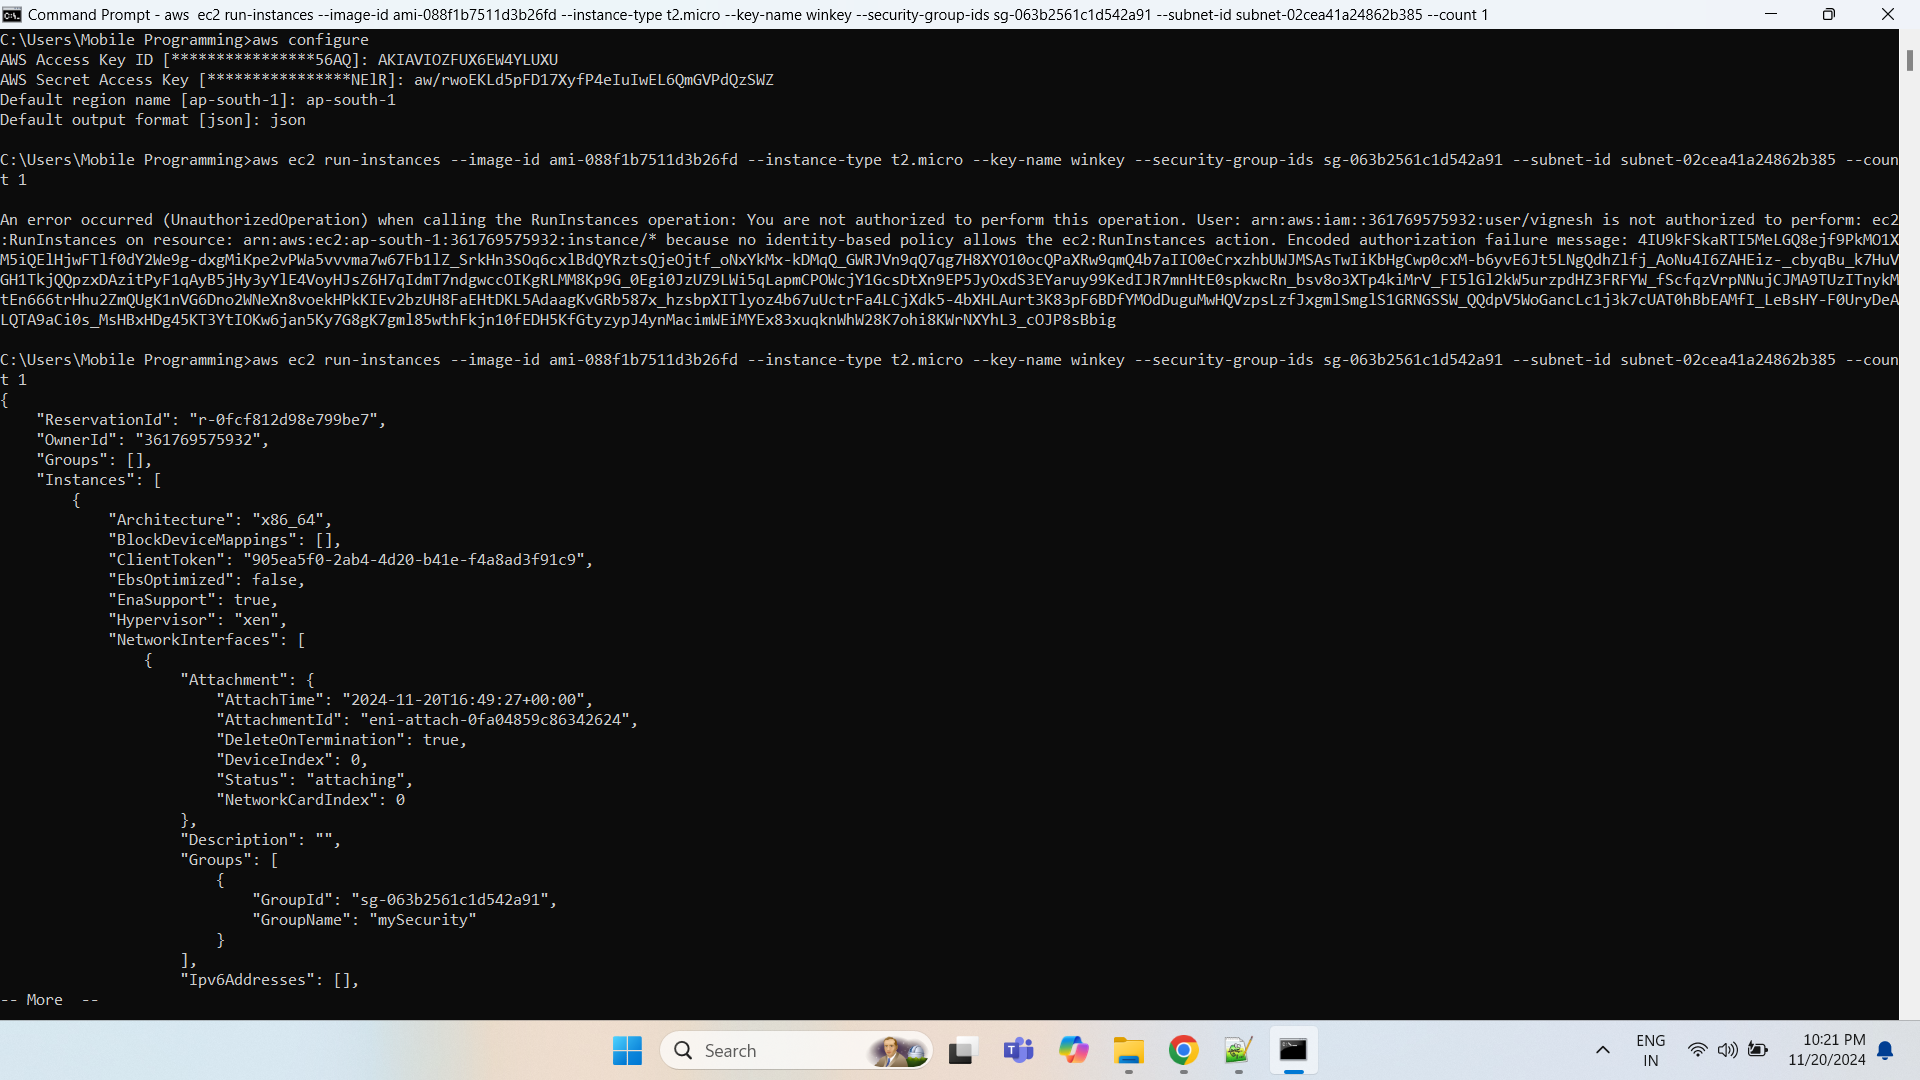 Command Prompt - aws ec2 run-instances --image-id ami-088f1b7511d3b26fd --instance-type t2.micro --key-name winkey --security-group-ids sg-063b2561c1d542a91 --subnet-id subnet-02cea41a24862b385 --count 1
C:\Users\Mobile Programming>aws configure
AWS Access Key ID [****************56AQ]:
AWS Secret Access Key [****************NElR]:
Default region name [ap-south-1]: ap-south-1
Default output format [json]: json
C:\Users\Mobile Programming>aws ec2 run-instances --image-id ami-088f1b7511d3b26fd --instance-type t2.micro --key-name winkey --security-group-ids sg-063b2561c1d542a91 --subnet-id subnet-02cea41a24862b385 --coun
t 1
An error occurred (UnauthorizedOperation) when calling the RunInstances operation: You are not authorized to perform this operation. User: arn:aws:iam::361769575932:user/vignesh is not authorized to perform: ec2
:RunInstances on resource: arn:aws:ec2:ap-south-1:361769575932:instance/* because no identity-based policy allows the ec2:RunInstances action. Encoded authorization failure message:
C:\Users\Mobile Programming>aws ec2 run-instances --image-id ami-088f1b7511d3b26fd --instance-type t2.micro --key-name winkey --security-group-ids sg-063b2561c1d542a91 --subnet-id subnet-02cea41a24862b385 --coun
t 1
{
"ReservationId": "r-0fcf812d98e799be7",
"OwnerId": "361769575932",
"Groups": [],
"Instances": [
{
"Architecture": "x86_64",
"BlockDeviceMappings": [],
"ClientToken": "905ea5f0-2ab4-4d20-b41e-f4a8ad3f91c9",
"EbsOptimized": false,
"EnaSupport": true,
"Hypervisor": "xen",
"NetworkInterfaces": [
{
"Attachment": {
"AttachTime": "2024-11-20T16:49:27+00:00",
"AttachmentId": "eni-attach-0fa04859c86342624",
"DeleteOnTermination": true,
"DeviceIndex": 0,
"Status": "attaching",
"NetworkCardIndex": 0
},
"Description": "",
"Groups": [
{
"GroupId": "sg-063b2561c1d542a91",
"GroupName": "mySecurity"
}
],
"Ipv6Addresses": [],
-- More --
Search
ENG
IN
10:21 PM
11/20/2024